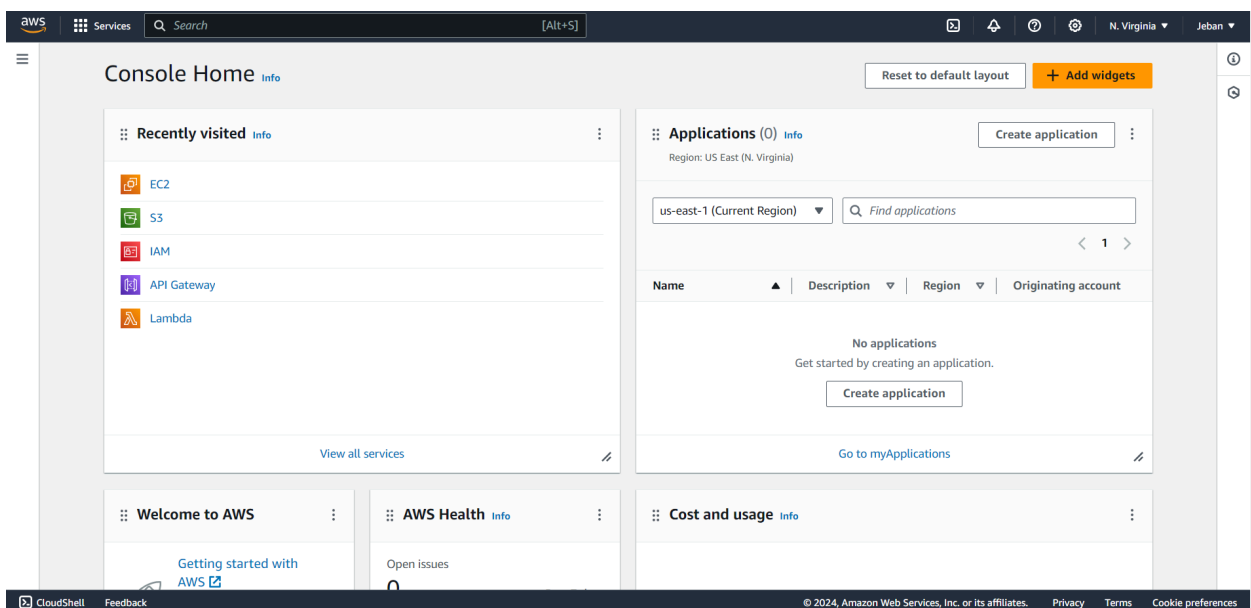 aws
Services
Search
[Alt+S]
N. Virginia
Jeban
Console Home Info
Reset to default layout
+ Add widgets
Recently visited Info
EC2
S3
IAM
API Gateway
Lambda
View all services
Applications (0) Info
Region: US East (N. Virginia)
Create application
us-east-1 (Current Region)
Find applications
1
Name
Description
Region
Originating account
No applications
Get started by creating an application.
Create application
Go to myApplications
Welcome to AWS
Getting started with
AWS
AWS Health Info
Open issues
0
Cost and usage Info
CloudShell
Feedback
© 2024, Amazon Web Services, Inc. or its affiliates.
Privacy
Terms
Cookie preferences